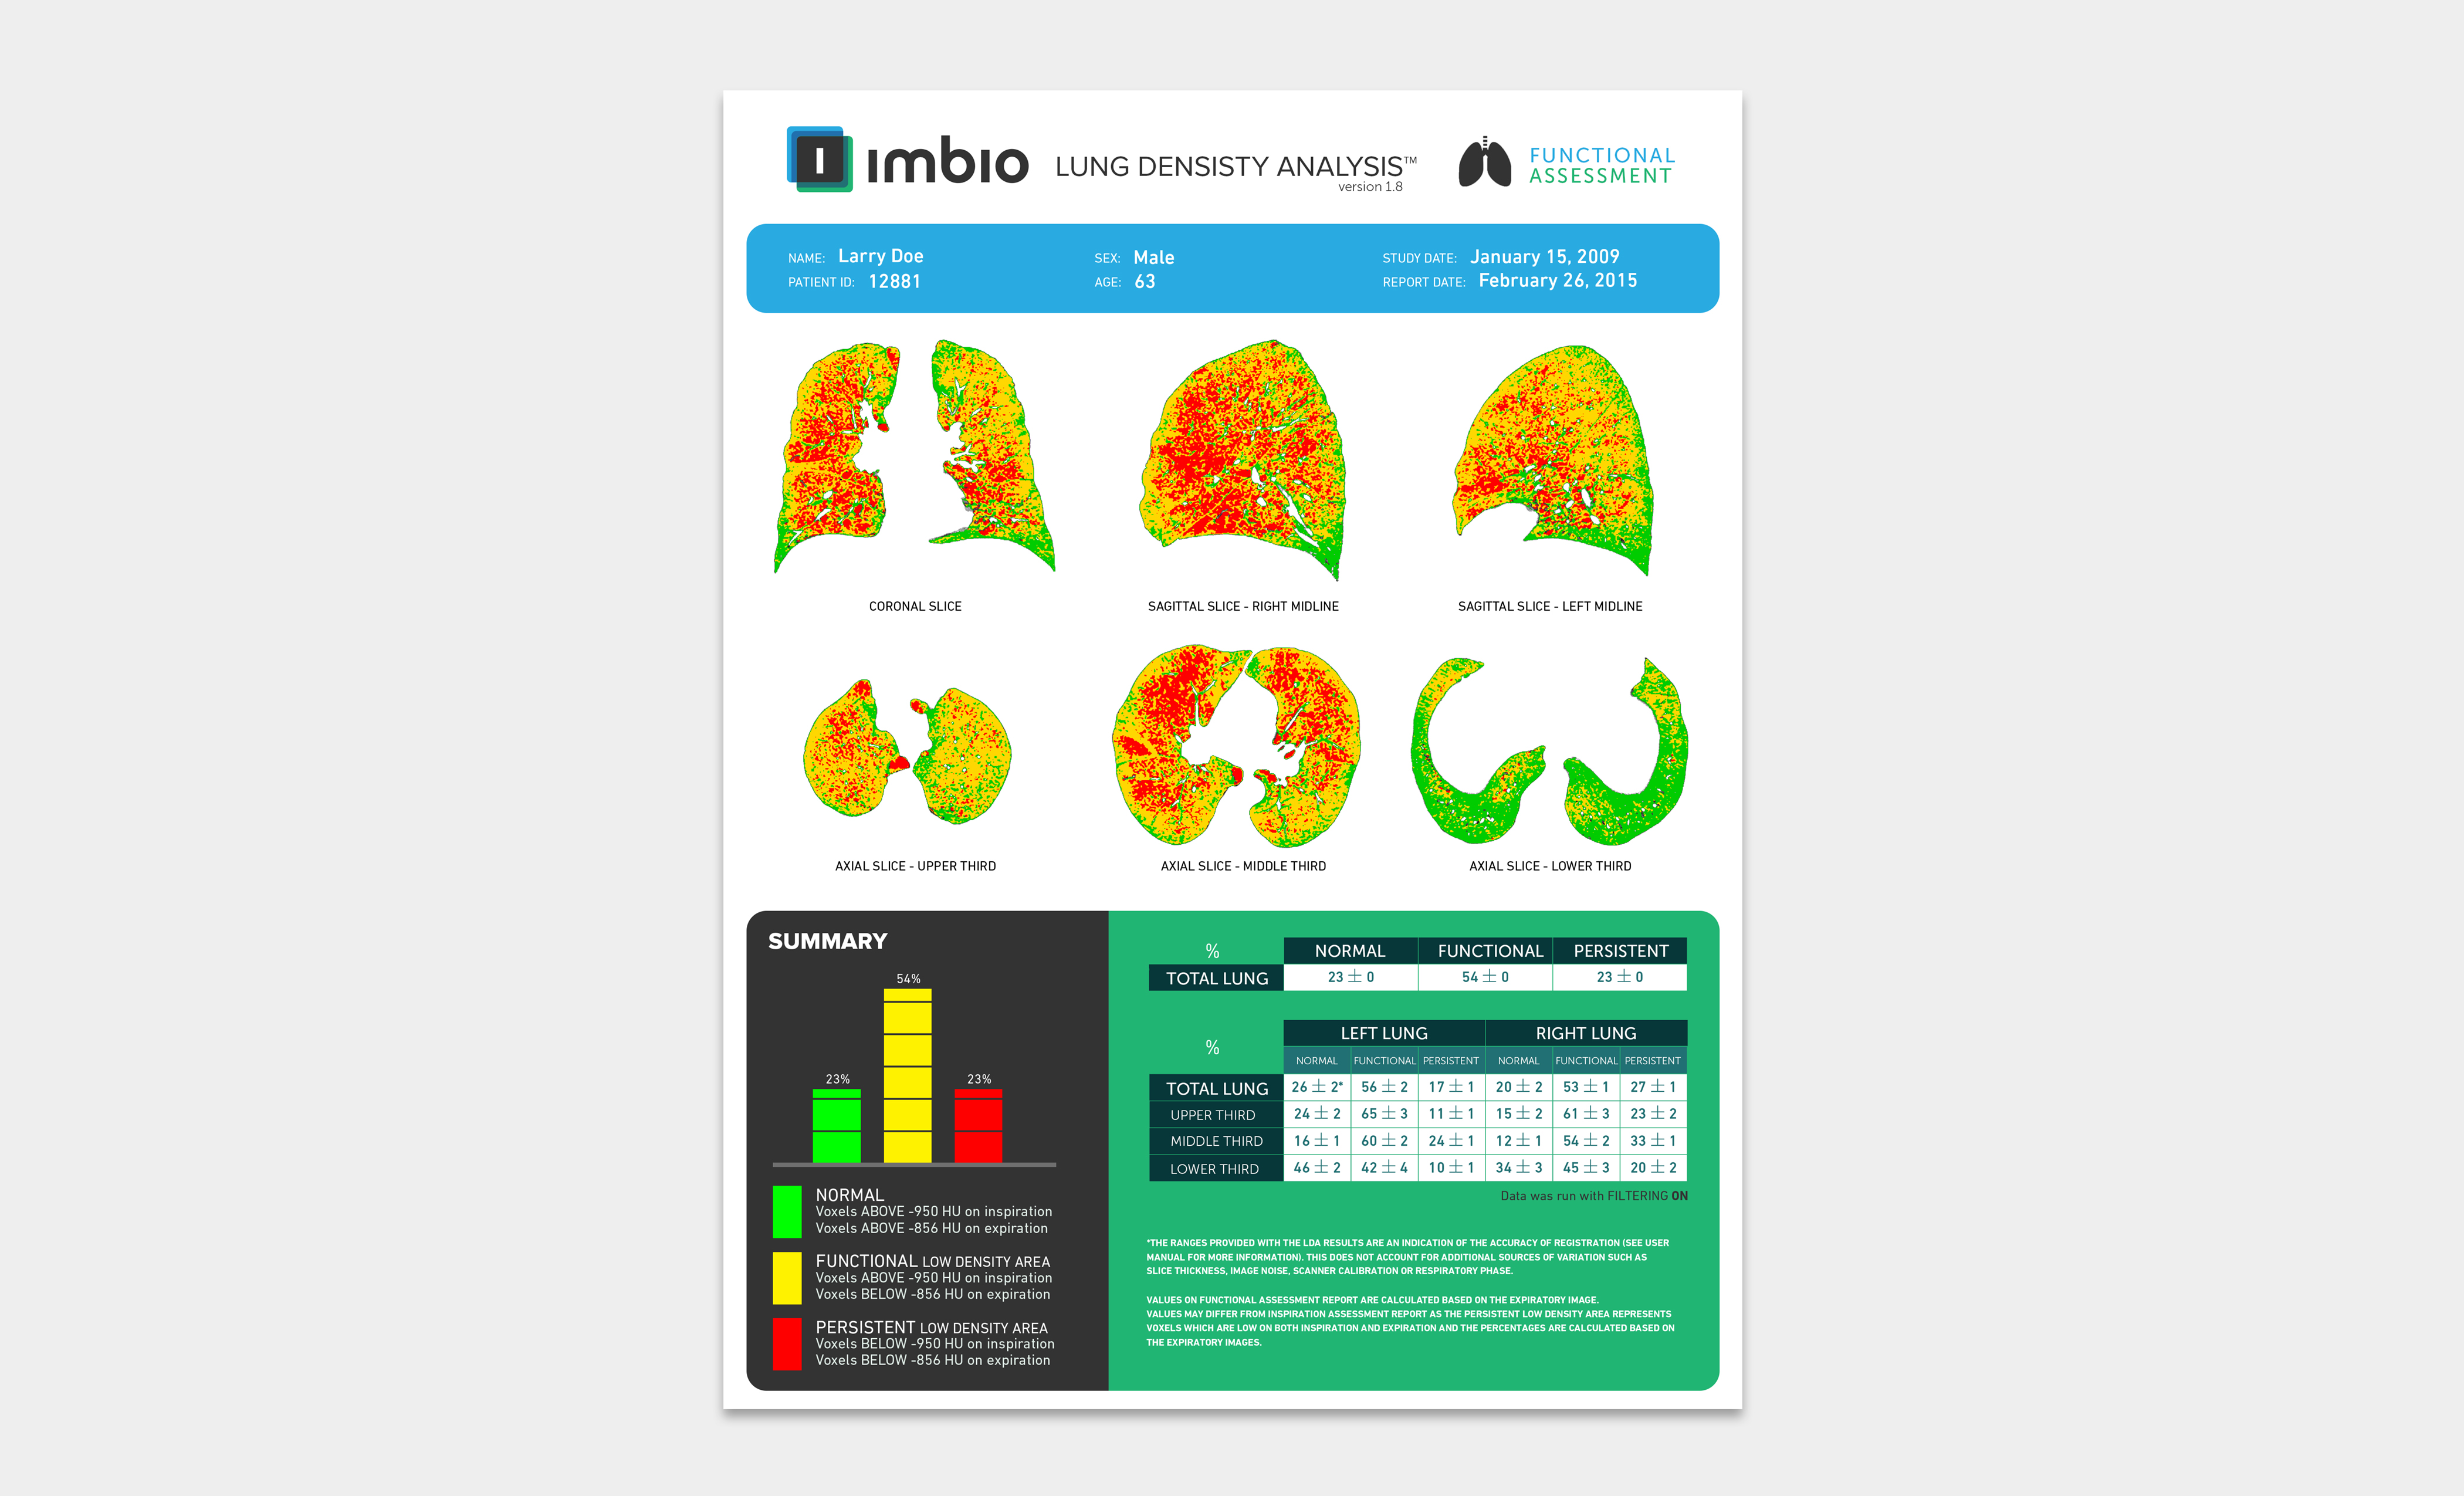 I imbio LUNG DENSISTY ANALYSIS™
version 1.8
FUNCTIONAL
ASSESSMENT
NAME: Larry Doe
PATIENT ID: 12881
SEX: Male
AGE: 63
STUDY DATE: January 15, 2009
REPORT DATE: February 26, 2015
CORONAL SLICE
SAGITTAL SLICE - RIGHT MIDLINE
SAGITTAL SLICE - LEFT MIDLINE
AXIAL SLICE - UPPER THIRD
AXIAL SLICE - MIDDLE THIRD
AXIAL SLICE - LOWER THIRD
SUMMARY
54%
23%
23%
NORMAL
Voxels ABOVE -950 HU on inspiration
Voxels ABOVE -856 HU on expiration
FUNCTIONAL LOW DENSITY AREA
Voxels ABOVE -950 HU on inspiration
Voxels BELOW -856 HU on expiration
PERSISTENT LOW DENSITY AREA
Voxels BELOW -950 HU on inspiration
Voxels BELOW -856 HU on expiration
% NORMAL FUNCTIONAL PERSISTENT
TOTAL LUNG 23 ± 0 54 ± 0 23 ± 0
% LEFT LUNG RIGHT LUNG
NORMAL FUNCTIONAL PERSISTENT NORMAL FUNCTIONAL PERSISTENT
TOTAL LUNG 26 ± 2* 56 ± 2 17 ± 1 20 ± 2 53 ± 1 27 ± 1
UPPER THIRD 24 ± 2 65 ± 3 11 ± 1 15 ± 2 61 ± 3 23 ± 2
MIDDLE THIRD 16 ± 1 60 ± 2 24 ± 1 12 ± 1 54 ± 2 33 ± 1
LOWER THIRD 46 ± 2 42 ± 4 10 ± 1 34 ± 3 45 ± 3 20 ± 2
Data was run with FILTERING ON
*THE RANGES PROVIDED WITH THE LDA RESULTS ARE AN INDICATION OF THE ACCURACY OF REGISTRATION (SEE USER
MANUAL FOR MORE INFORMATION). THIS DOES NOT ACCOUNT FOR ADDITIONAL SOURCES OF VARIATION SUCH AS
SLICE THICKNESS, IMAGE NOISE, SCANNER CALIBRATION OR RESPIRATORY PHASE.
VALUES ON FUNCTIONAL ASSESSMENT REPORT ARE CALCULATED BASED ON THE EXPIRATORY IMAGE.
VALUES MAY DIFFER FROM INSPIRATION ASSESSMENT REPORT AS THE PERSISTENT LOW DENSITY AREA REPRESENTS
VOXELS WHICH ARE LOW ON BOTH INSPIRATION AND EXPIRATION AND THE PERCENTAGES ARE CALCULATED BASED ON
THE EXPIRATORY IMAGES.